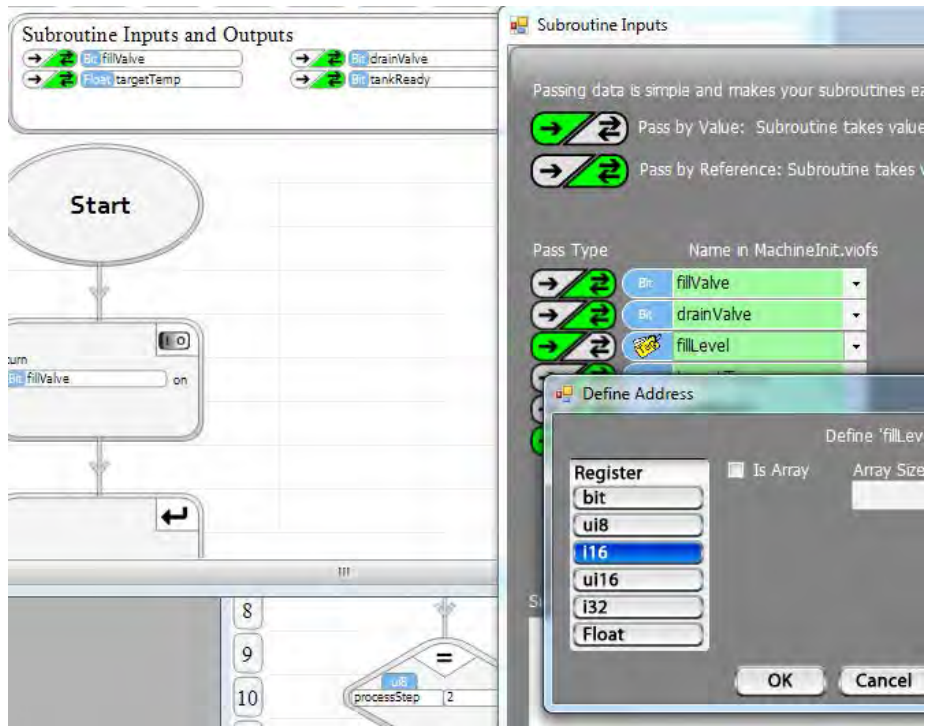 Subroutine Inputs and Outputs
Bit fillValve
Bit drainValve
Float targetTemp
Bit tankReady
Start
I O
urn
Bit fillValve on
8
9
10
=
ui8
processStep 2
Subroutine Inputs
Passing data is simple and makes your subroutines ea
Pass by Value: Subroutine takes value
Pass by Reference: Subroutine takes v
Pass Type Name in MachineInit.viofs
Bit fillValve
Bit drainValve
fillLevel
Define Address
Define 'fillLev
Register
Is Array
Array Size
bit
ui8
i16
ui16
i32
Float
OK Cancel